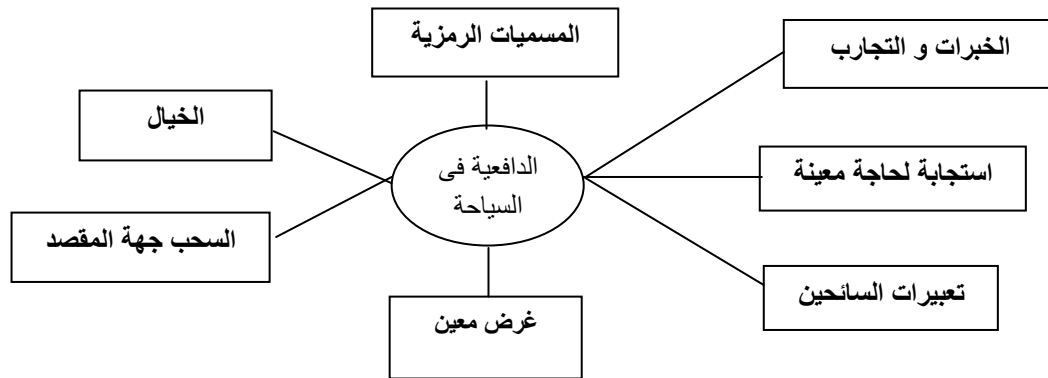 المسميات الرمزية
الخبرات و التجارب
الخيال
الدافعية فى
السياحة
استجابة لحاجة معينة
السحب جهة المقصد
تعبيرات السائحين
غرض معين